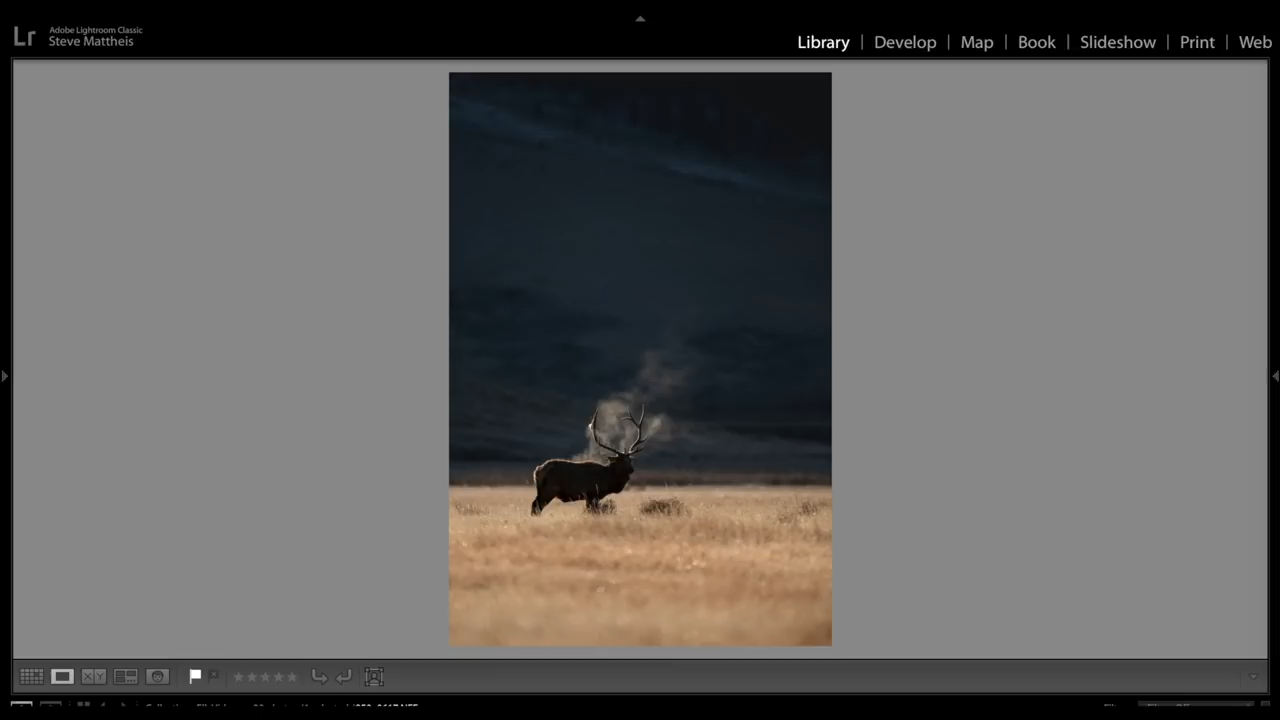 Lr
Adobe Lightroom Classic
Steve Mattheis
Library | Develop | Map | Book | Slideshow | Print | Web
X Y